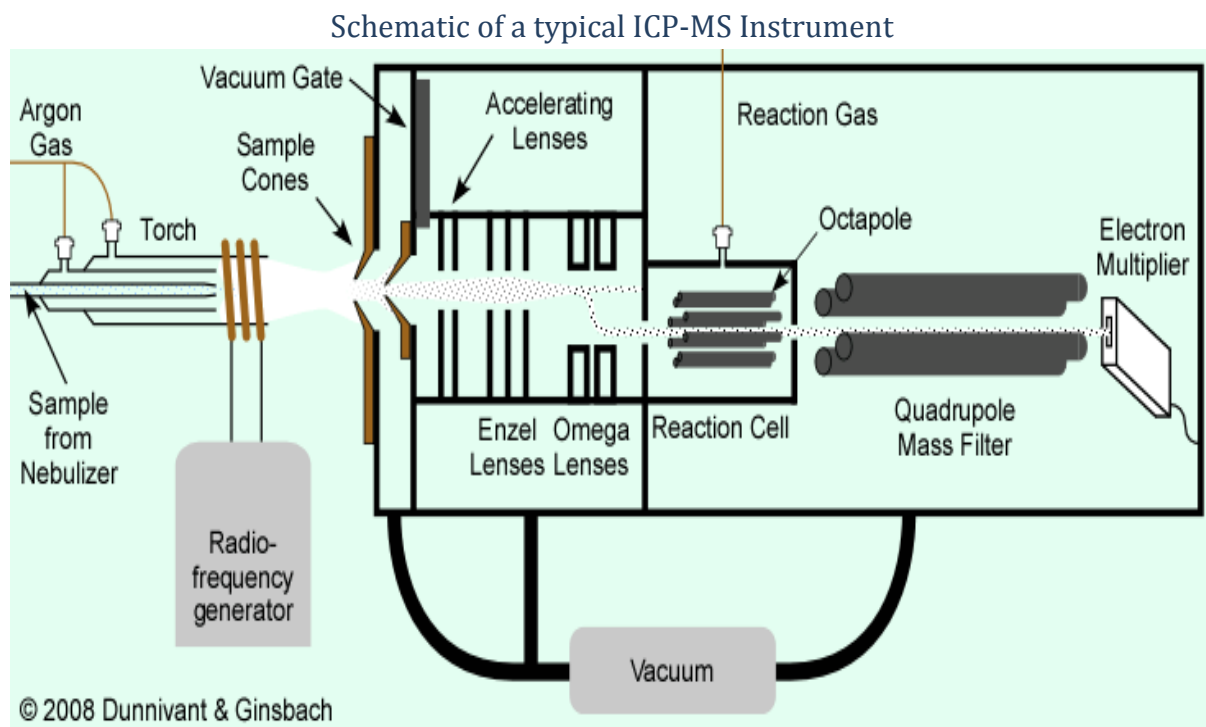 Schematic of a typical ICP-MS Instrument
Vacuum Gate
Argon
Gas
Accelerating
Lenses
Reaction Gas
Sample
Cones
Torch
Octapole
Electron
Multiplier
Sample
from
Nebulizer
Enzel
Lenses
Omega
Lenses
Reaction Cell
Quadrupole
Mass Filter
Radio-
frequency
generator
Vacuum
© 2008 Dunnivant & Ginsbach